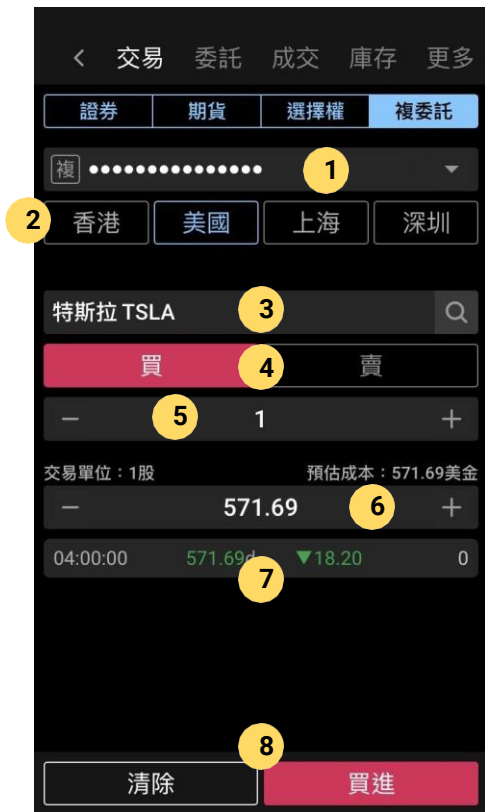 交易 委託 成交 庫存 更多
證券 期貨 選擇權 複委託
複 ••••••••••••••• 1
2 香港 美國 上海 深圳
特斯拉 TSLA 3
買 4 賣
− 5 1 +
交易單位：1股 預估成本：571.69美金
− 571.69 6 +
04:00:00 571.69d ▼18.20 0
7
8
清除 買進